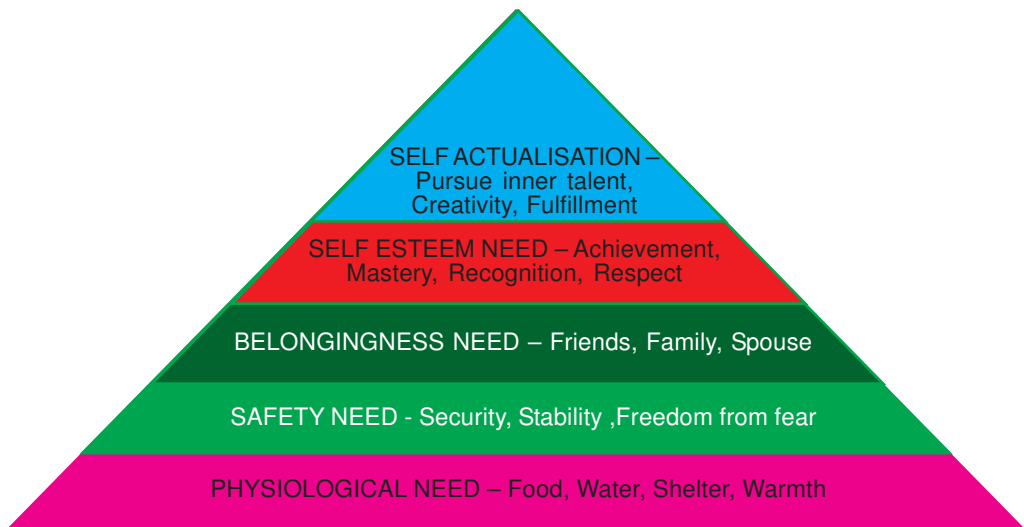 SELF ACTUALISATION –
Pursue inner talent,
Creativity, Fulfillment
SELF ESTEEM NEED – Achievement,
Mastery, Recognition, Respect
BELONGINGNESS NEED – Friends, Family, Spouse
SAFETY NEED - Security, Stability ,Freedom from fear
PHYSIOLOGICAL NEED – Food, Water, Shelter, Warmth